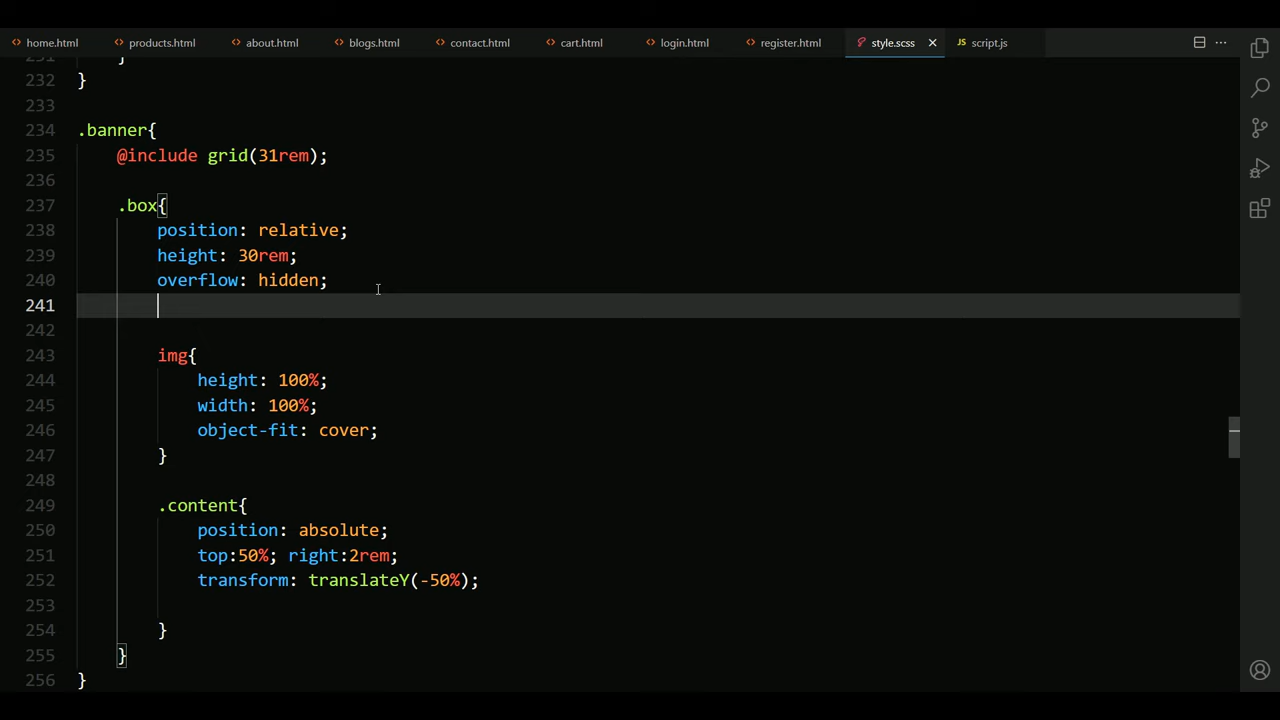 home.html products.html about.html blogs.html contact.html cart.html login.html register.html style.scss JS script.js
231 }
232 }
233
234 .banner{
235 @include grid(31rem);
236
237 .box{
238 position: relative;
239 height: 30rem;
240 overflow: hidden;
241
242
243 img{
244 height: 100%;
245 width: 100%;
246 object-fit: cover;
247 }
248
249 .content{
250 position: absolute;
251 top:50%; right:2rem;
252 transform: translateY(-50%);
253
254 }
255 }
256 }